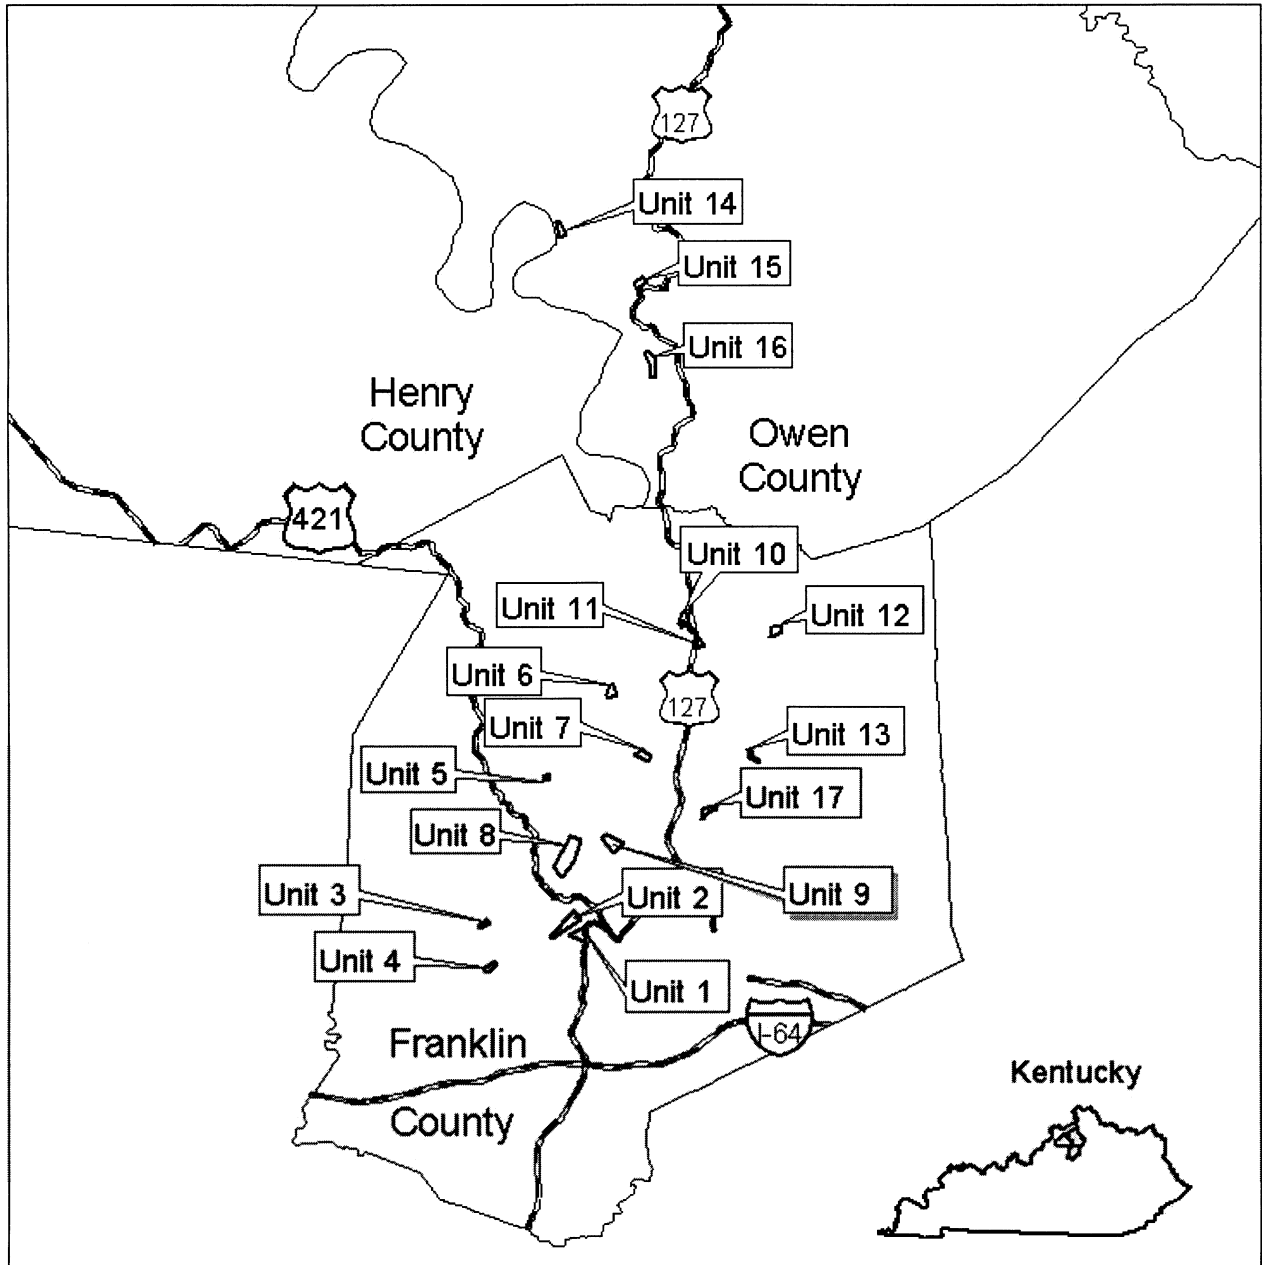 127
Unit 14
Unit 15
Unit 16
Henry
County
Owen
County
421
Unit 10
Unit 11
Unit 12
Unit 6
127
Unit 7
Unit 13
Unit 5
Unit 17
Unit 8
Unit 3
Unit 2
Unit 9
Unit 4
Unit 1
I-64
Franklin
County
Kentucky